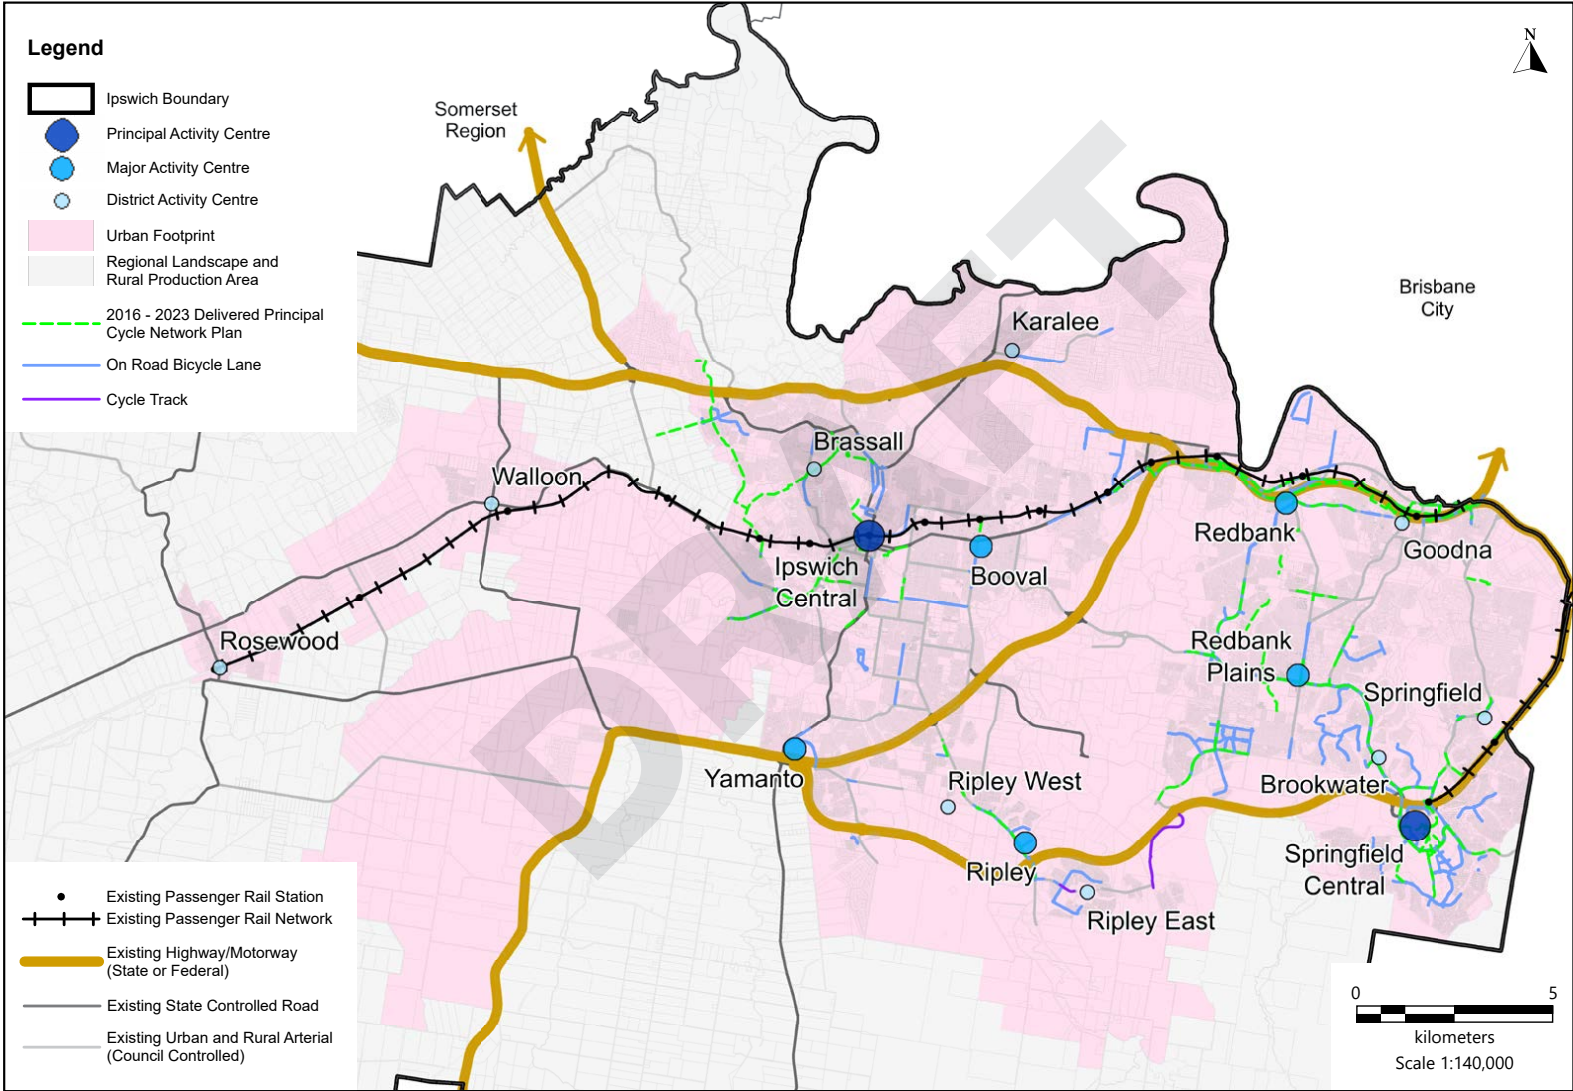 Legend
Ipswich Boundary
Principal Activity Centre
Major Activity Centre
District Activity Centre
Urban Footprint
Regional Landscape and
Rural Production Area
2016 - 2023 Delivered Principal
Cycle Network Plan
On Road Bicycle Lane
Cycle Track
Somerset
Region
N
Brisbane
City
Karalee
Brassall
Walloon
Redbank
Goodna
Ipswich
Central
Booval
Rosewood
Redbank
Plains
Springfield
Yamanto
Ripley West
Brookwater
Ripley
Springfield
Central
Ripley East
DRAFT
Existing Passenger Rail Station
Existing Passenger Rail Network
Existing Highway/Motorway
(State or Federal)
Existing State Controlled Road
Existing Urban and Rural Arterial
(Council Controlled)
0 5
kilometers
Scale 1:140,000